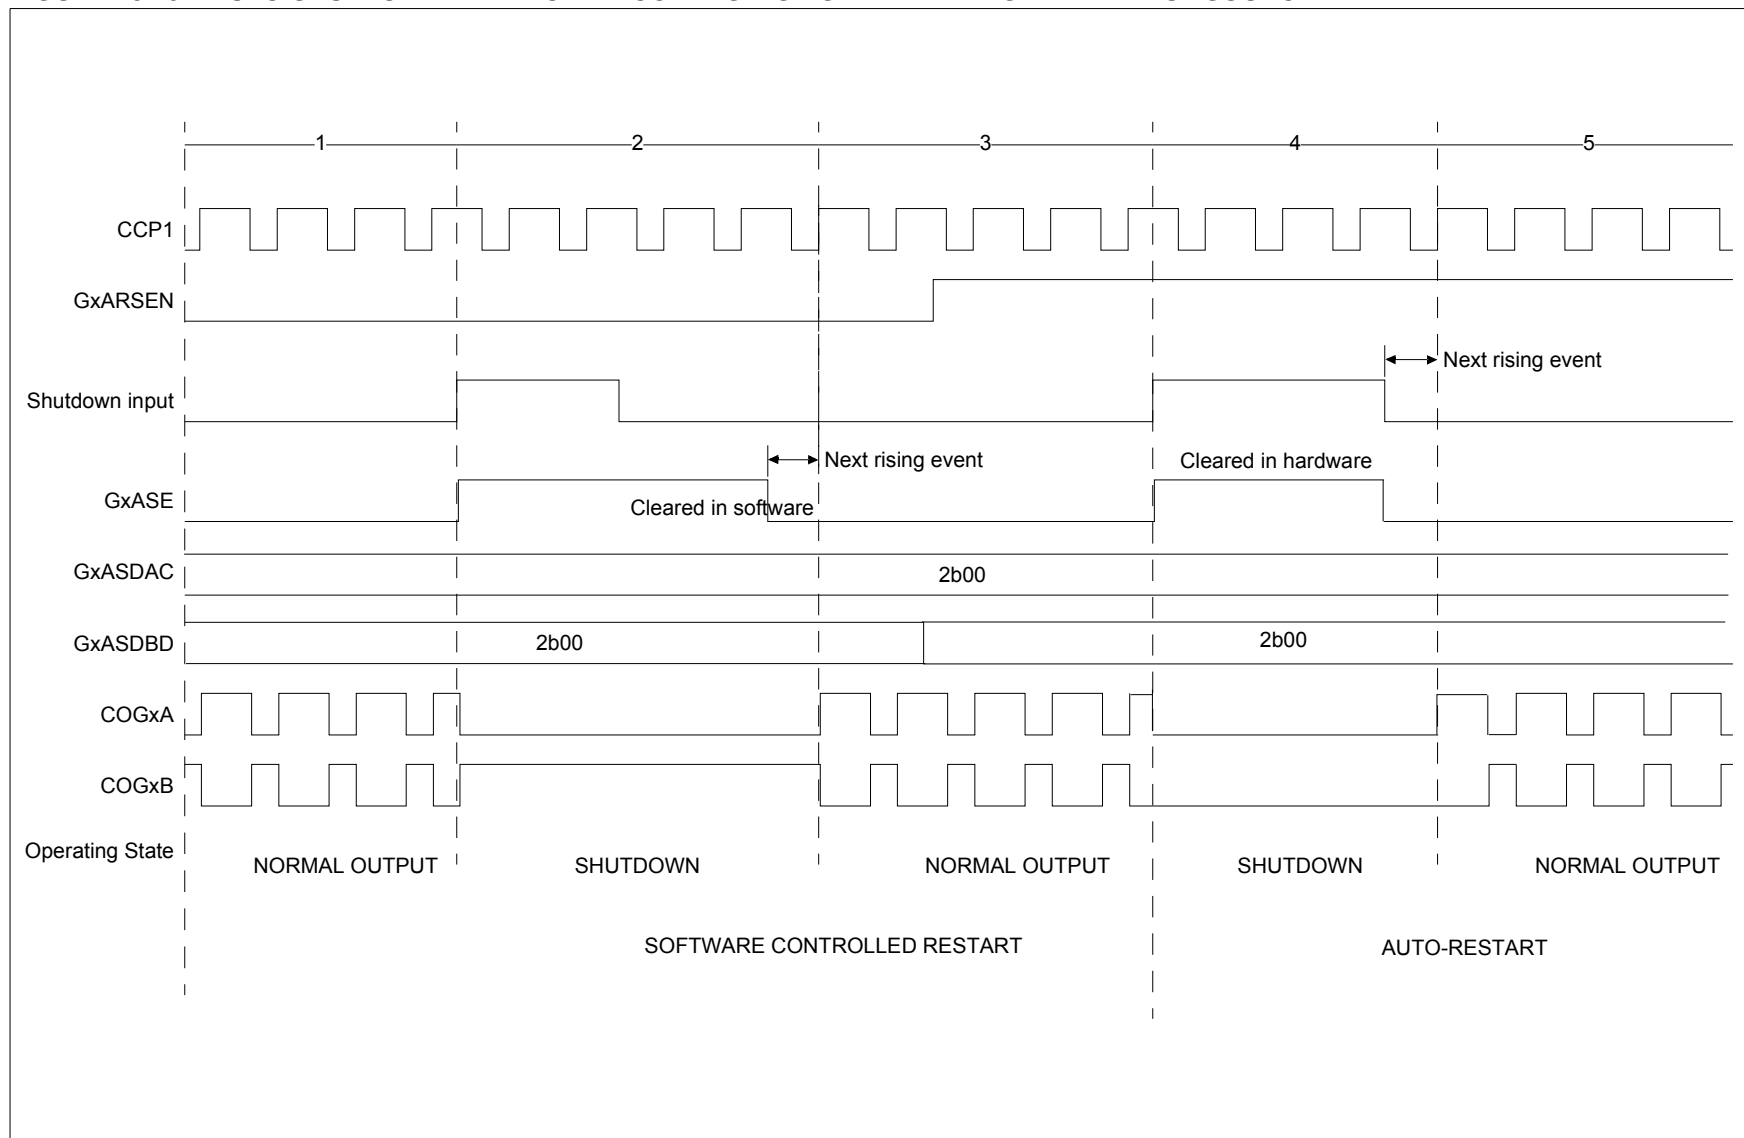 1 2 3 4 5
CCP1
GxARSEN
Next rising event
Shutdown input
Next rising event Cleared in hardware
GxASE
Cleared in software
GxASDAC
2b00
GxASDBD 2b00 2b00
COGxA
COGxB
Operating State
NORMAL OUTPUT SHUTDOWN NORMAL OUTPUT SHUTDOWN NORMAL OUTPUT
SOFTWARE CONTROLLED RESTART AUTO-RESTART